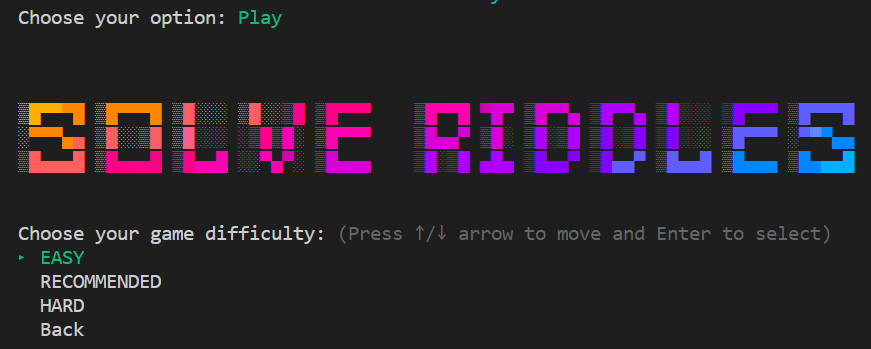 Choose your option: Play
SOLVE RIDDLES
Choose your game difficulty: (Press ↑/↓ arrow to move and Enter to select)
‣ EASY
RECOMMENDED
HARD
Back